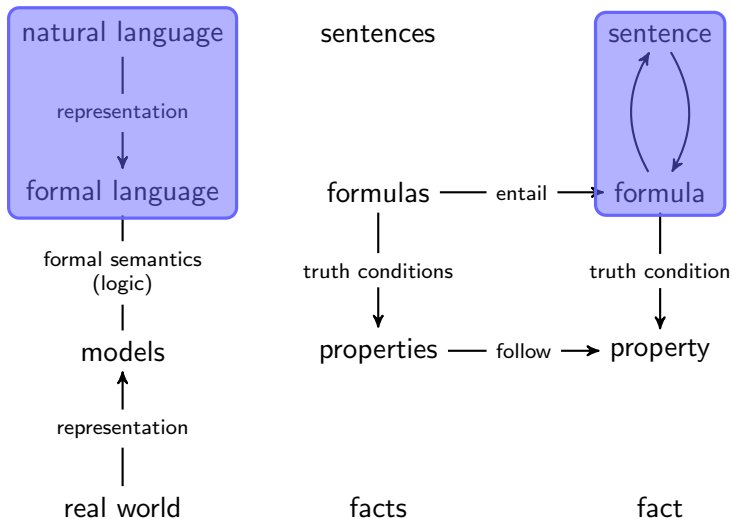 natural language sentences sentence
representation
formal language formulas entail formula
formal semantics
(logic) truth conditions truth condition
models properties follow property
representation
real world facts fact